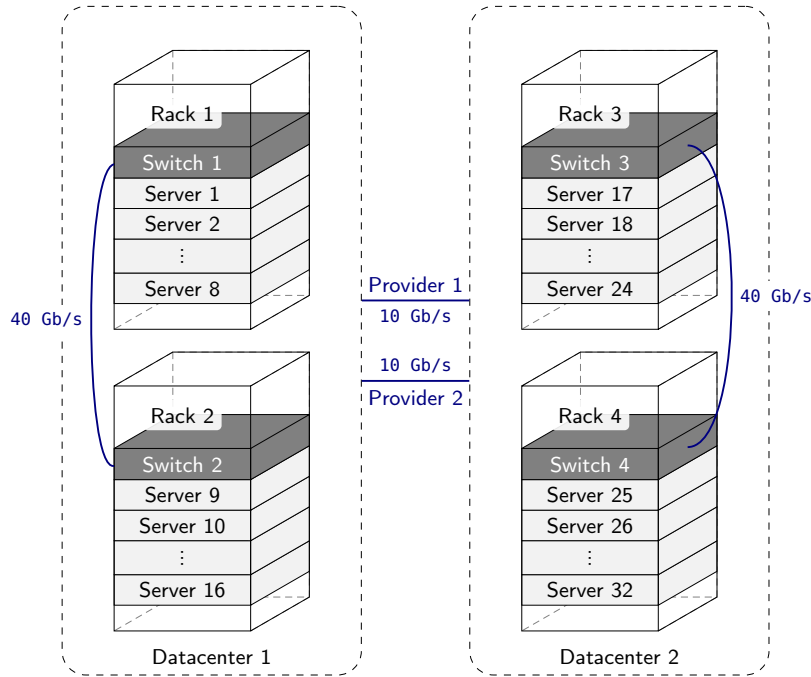 Rack 1
Switch 1
Server 1
Server 2
⋮
Server 8
40 Gb/s
Rack 2
Switch 2
Server 9
Server 10
⋮
Server 16
Datacenter 1
Provider 1
10 Gb/s
10 Gb/s
Provider 2
Rack 3
Switch 3
Server 17
Server 18
⋮
Server 24
40 Gb/s
Rack 4
Switch 4
Server 25
Server 26
⋮
Server 32
Datacenter 2